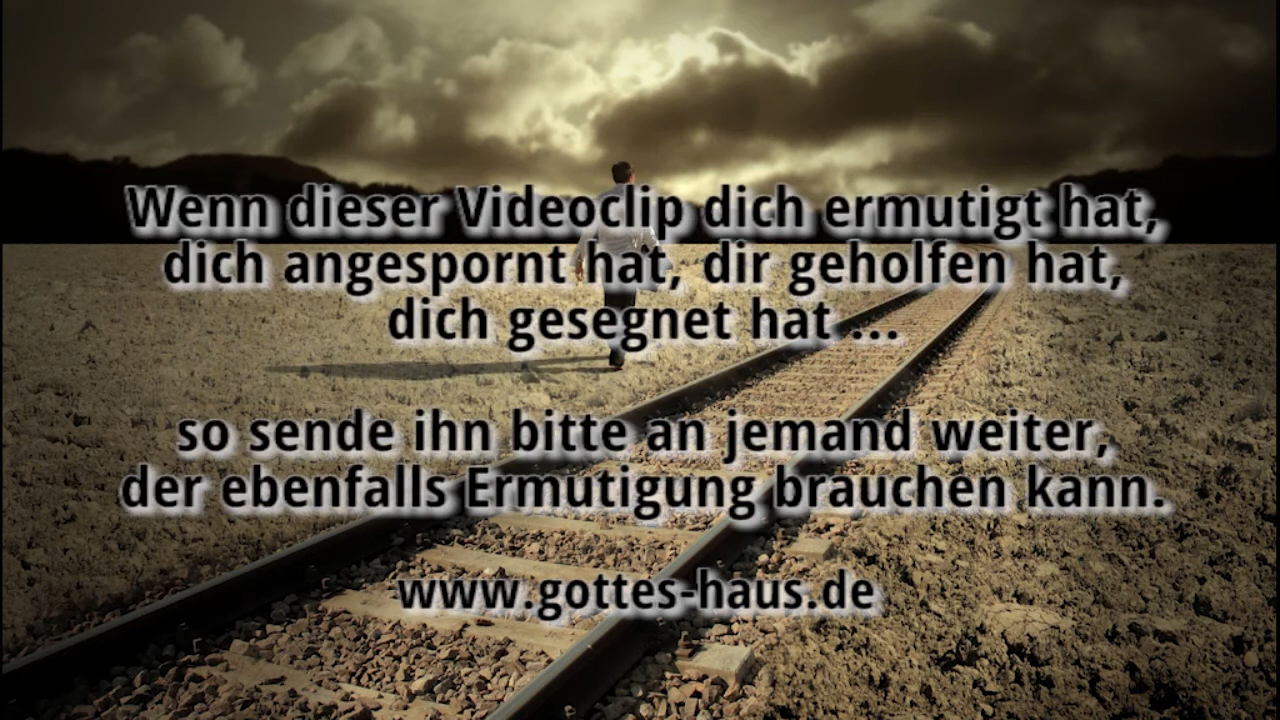 Wenn dieser Videoclip dich ermutigt hat,
dich angespornt hat, dir geholfen hat,
dich gesegnet hat ...
so sende ihn bitte an jemand weiter,
der ebenfalls Ermutigung brauchen kann.
www.gottes-haus.de